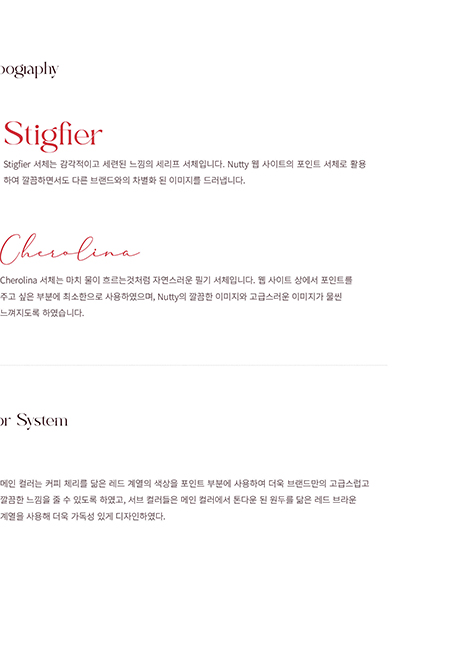 pography
Stigfier
Stigfier 서체는 감각적이고 세련된 느낌의 세리프 서체입니다. Nutty 웹 사이트의 포인트 서체로 활용
하여 깔끔하면서도 다른 브랜드와의 차별화 된 이미지를 드러냅니다.
Cherolina
Cherolina 서체는 마치 물이 흐르는것처럼 자연스러운 필기 서체입니다. 웹 사이트 상에서 포인트를
주고 싶은 부분에 최소한으로 사용하였으며, Nutty의 깔끔한 이미지와 고급스러운 이미지가 물씬
느껴지도록 하였습니다.
or System
메인 컬러는 커피 체리를 닮은 레드 계열의 색상을 포인트 부분에 사용하여 더욱 브랜드만의 고급스럽고
깔끔한 느낌을 줄 수 있도록 하였고, 서브 컬러들은 메인 컬러에서 톤다운 된 원두를 닮은 레드 브라운
계열을 사용해 더욱 가독성 있게 디자인하였다.